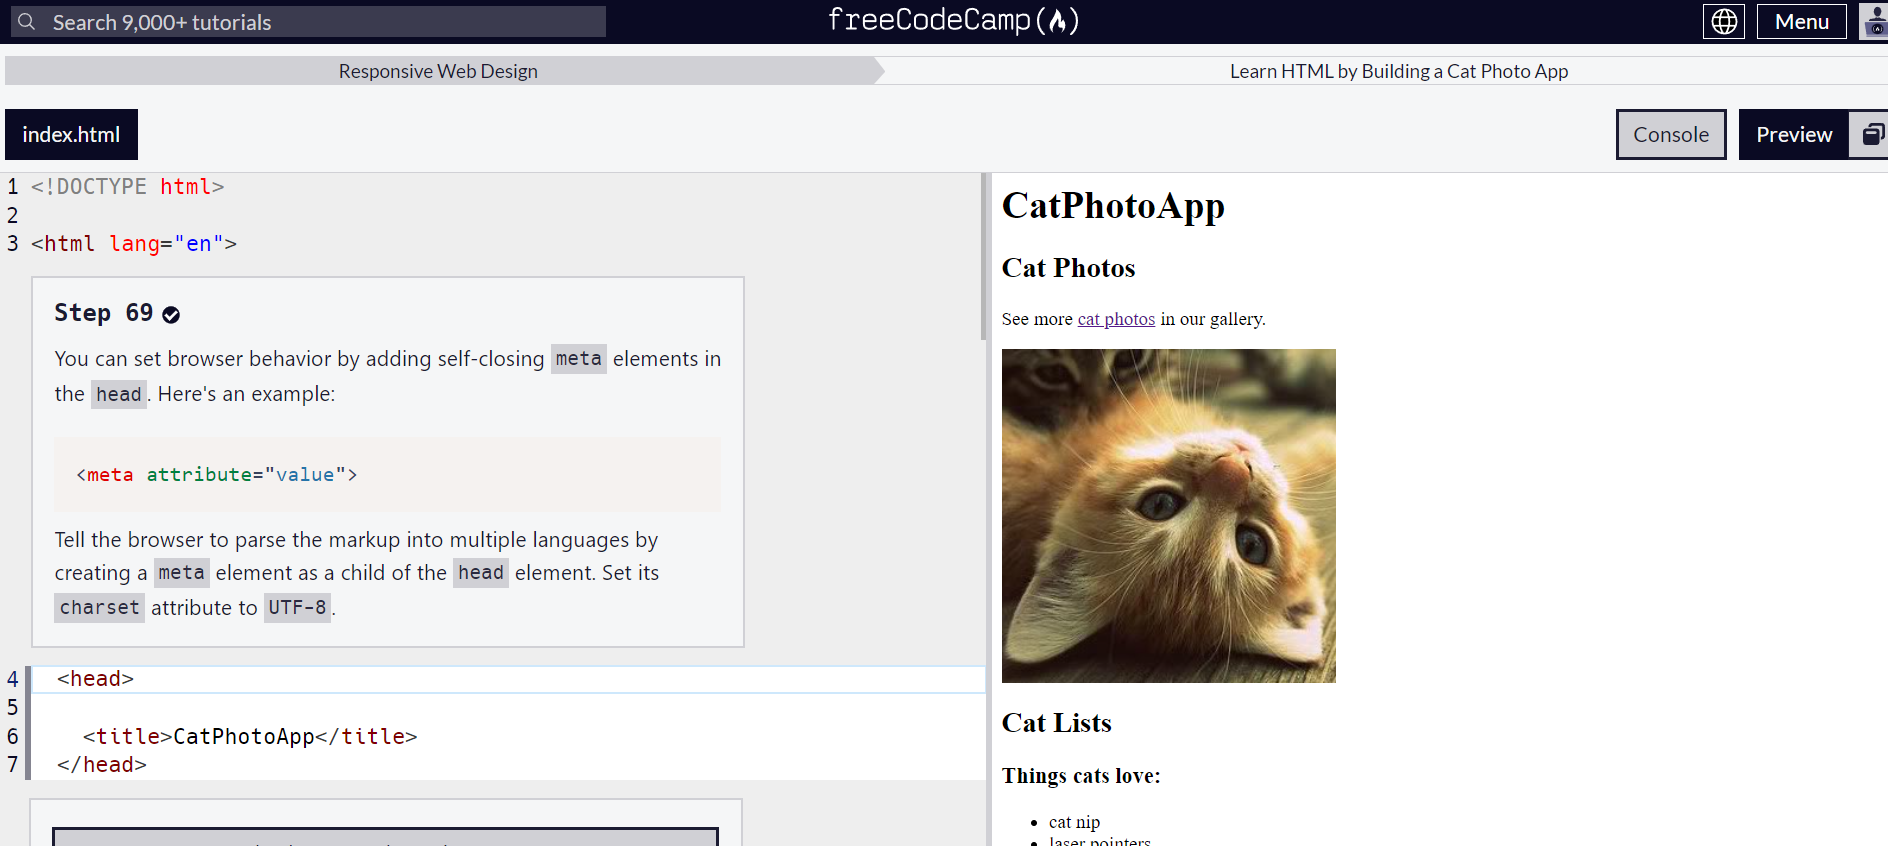 Search 9,000+ tutorials
freeCodeCamp
Menu
Responsive Web Design
Learn HTML by Building a Cat Photo App
index.html
Console
Preview
1 <!DOCTYPE html>
2
3 <html lang="en">
Step 69
You can set browser behavior by adding self-closing meta elements in
the head. Here's an example:
<meta attribute="value">
Tell the browser to parse the markup into multiple languages by
creating a meta element as a child of the head element. Set its
charset attribute to UTF-8.
4 <head>
5
6 <title>CatPhotoApp</title>
7 </head>
CatPhotoApp
Cat Photos
See more cat photos in our gallery.
Cat Lists
Things cats love:
cat nip
laser pointers